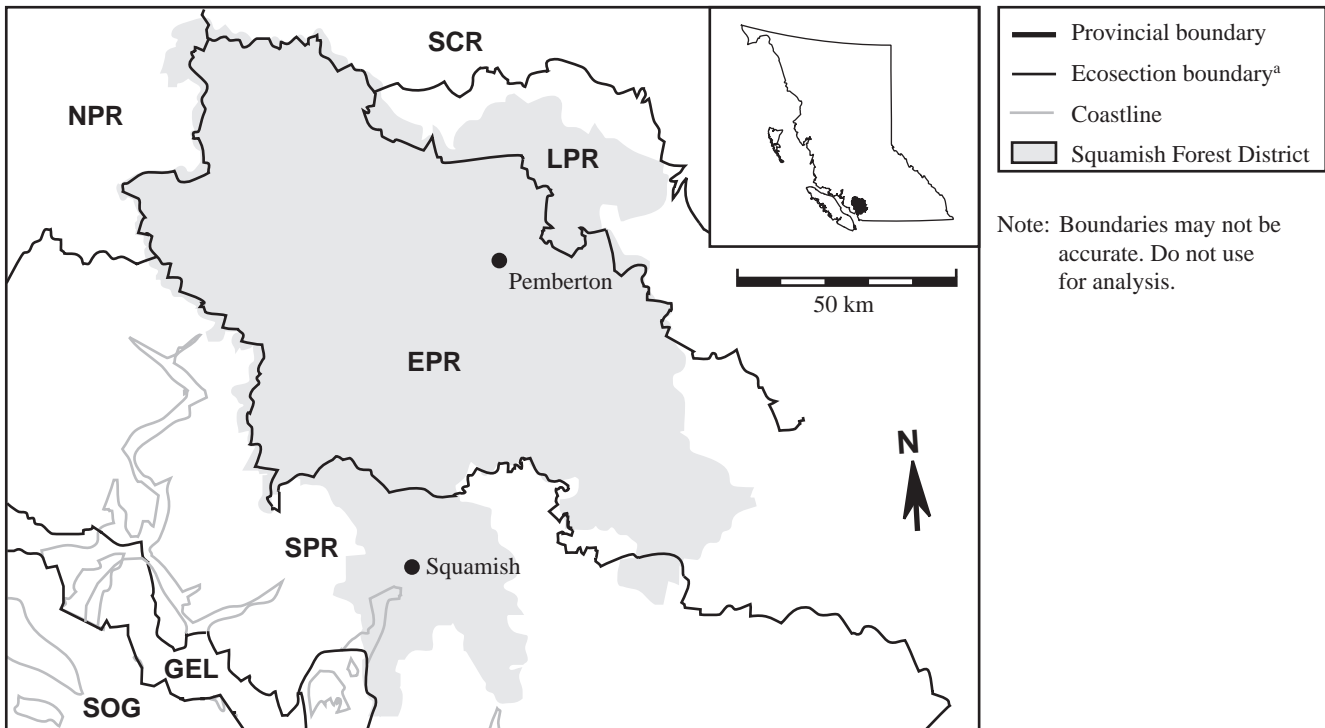 SCR
NPR
LPR
Pemberton
50 km
EPR
N
SPR
Squamish
GEL
SOG
Provincial boundary
Ecosection boundaryª
Coastline
Squamish Forest District
Note: Boundaries may not be
accurate. Do not use
for analysis.